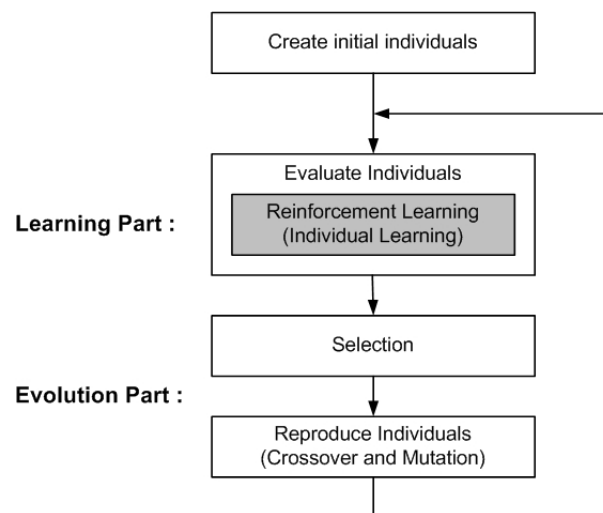 Create initial individuals
Evaluate Individuals
Learning Part :
Reinforcement Learning
(Individual Learning)
Selection
Evolution Part :
Reproduce Individuals
(Crossover and Mutation)